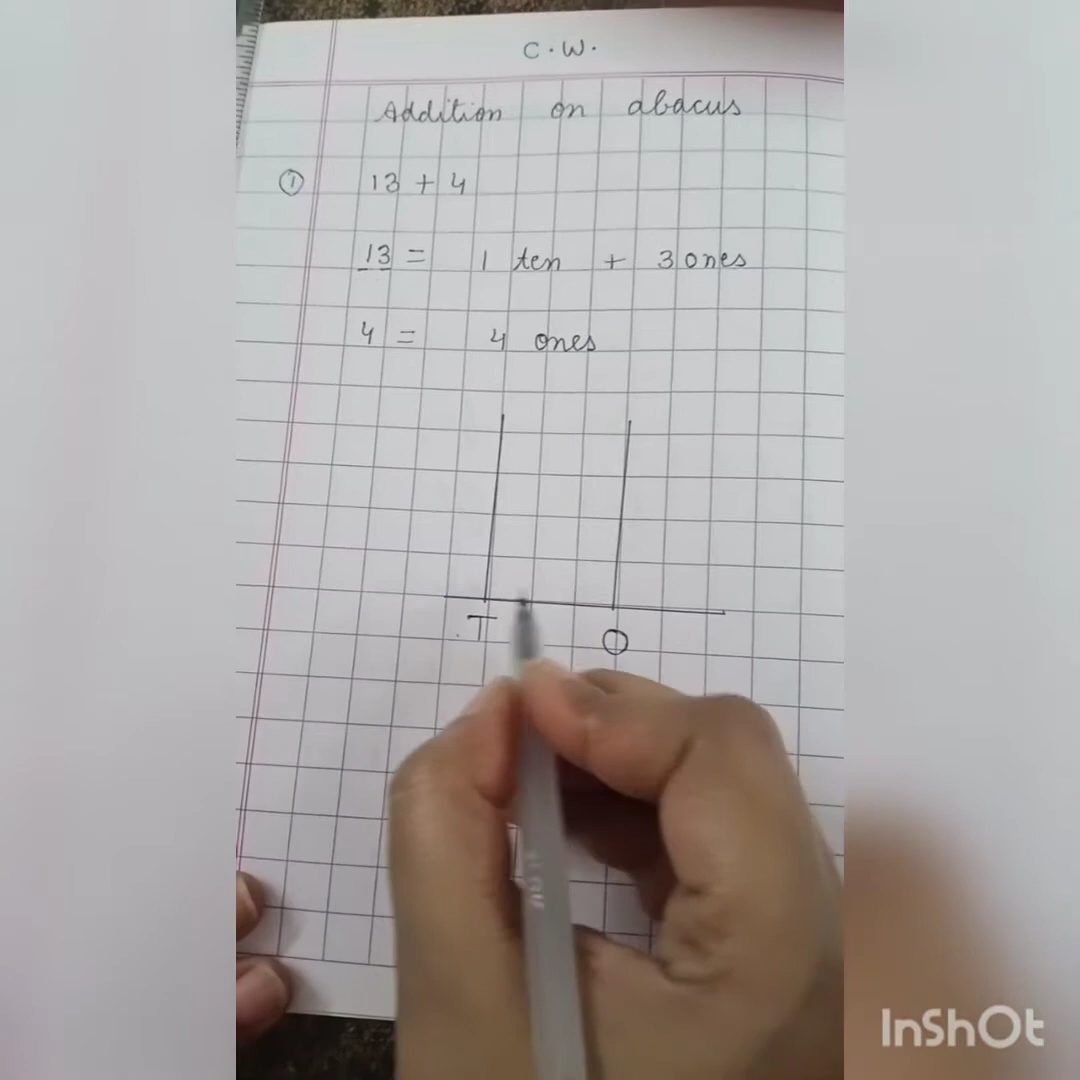 C.W.
Addition on abacus
① 13 + 4
13 = 1 ten + 3 ones
4 = 4 ones
T O
InShOt